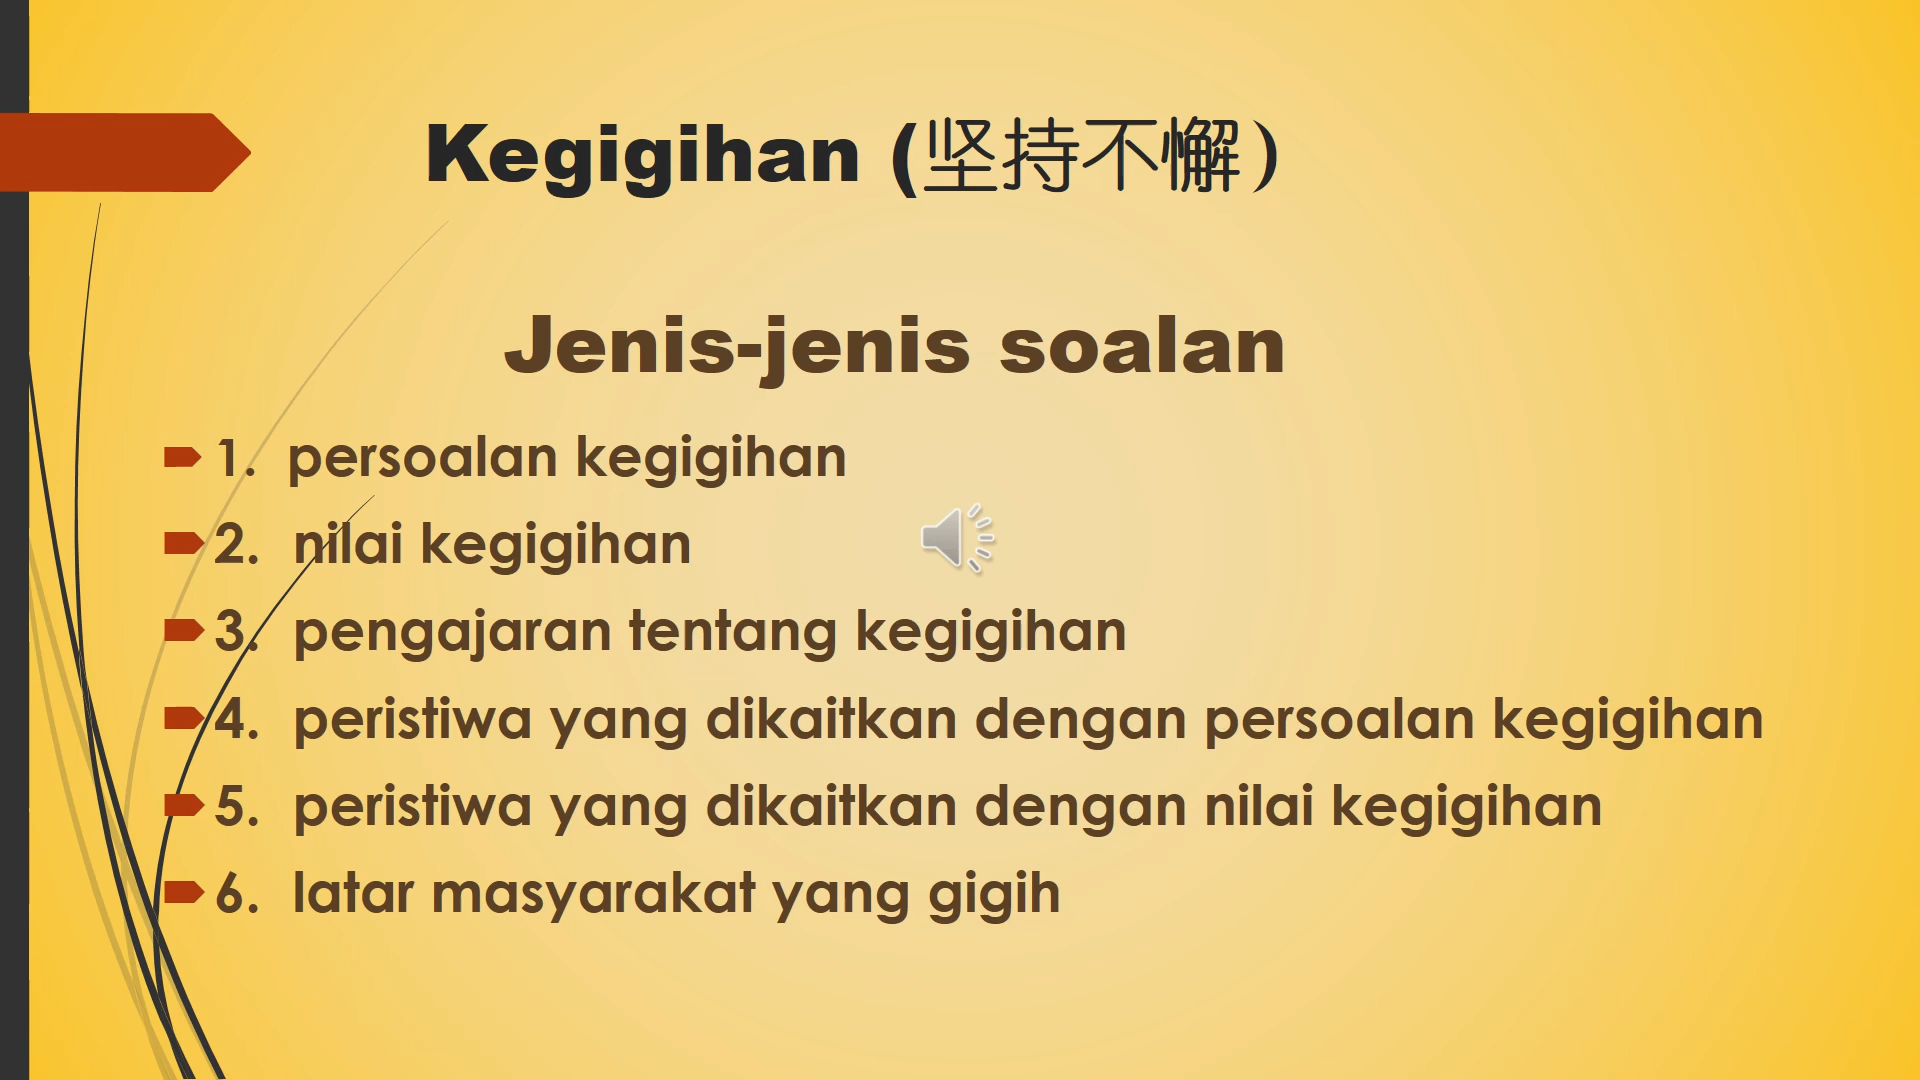 Kegigihan (坚持不懈)
Jenis-jenis soalan
1. persoalan kegigihan
2. nilai kegigihan
3. pengajaran tentang kegigihan
4. peristiwa yang dikaitkan dengan persoalan kegigihan
5. peristiwa yang dikaitkan dengan nilai kegigihan
6. latar masyarakat yang gigih